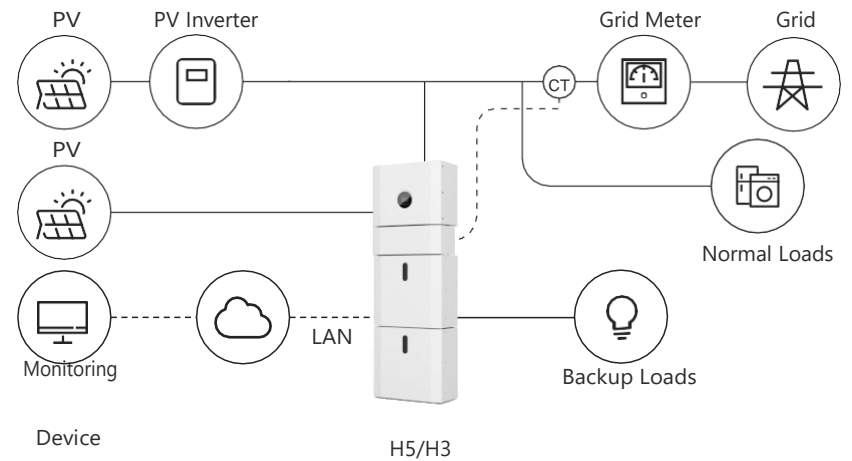 PV
PV Inverter
Grid Meter
Grid
CT
PV
Normal Loads
LAN
Monitoring
Device
Backup Loads
H5/H3